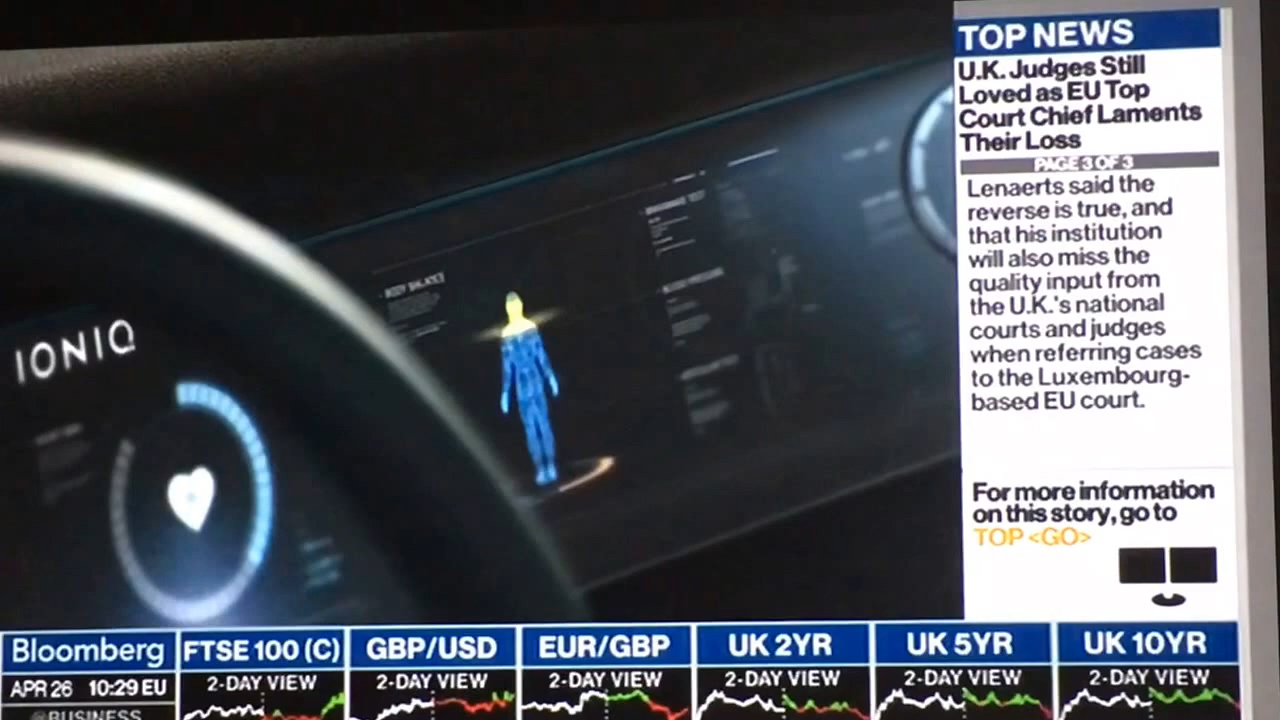 IONIQ
BODY BALANCE
TOP NEWS
U.K. Judges Still
Loved as EU Top
Court Chief Laments
Their Loss
PAGE 3 OF 3
Lenaerts said the
reverse is true, and
that his institution
will also miss the
quality input from
the U.K.'s national
courts and judges
when referring cases
to the Luxembourg-
based EU court.
For more information
on this story, go to
TOP <GO>
Bloomberg
APR 26 10:29 EU
@BUSINESS
FTSE 100 (C)
2-DAY VIEW
GBP/USD
2-DAY VIEW
EUR/GBP
2-DAY VIEW
UK 2YR
2-DAY VIEW
UK 5YR
2-DAY VIEW
UK 10YR
2-DAY VIEW